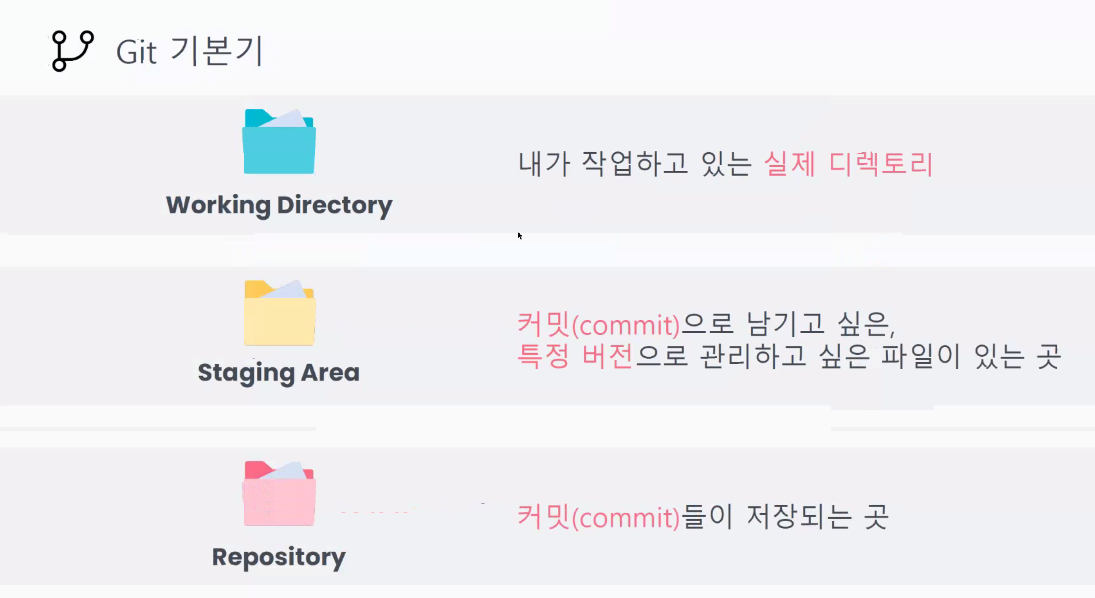 Git 기본기
Working Directory
내가 작업하고 있는 실제 디렉토리
Staging Area
커밋(commit)으로 남기고 싶은,
특정 버전으로 관리하고 싶은 파일이 있는 곳
Repository
커밋(commit)들이 저장되는 곳